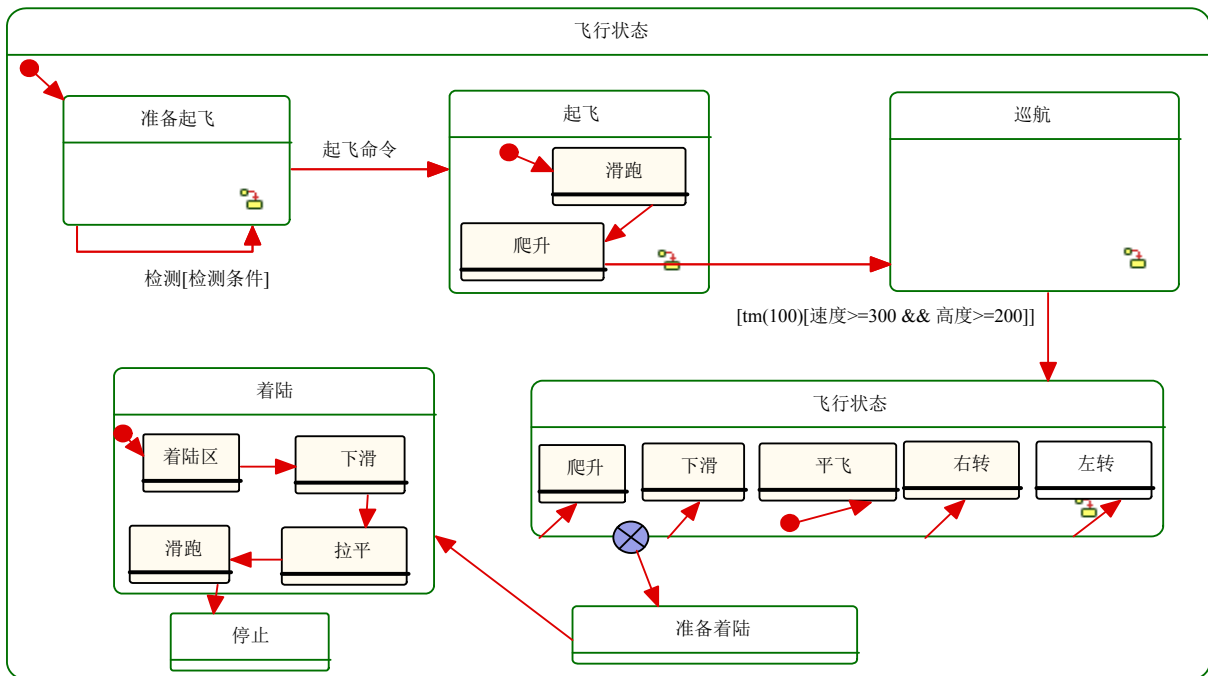 飞行状态
准备起飞
起飞命令
检测[检测条件]
起飞
滑跑
爬升
巡航
[tm(100)[速度>=300 && 高度>=200]]
飞行状态
爬升
下滑
平飞
右转
左转
着陆
着陆区
下滑
滑跑
拉平
停止
准备着陆